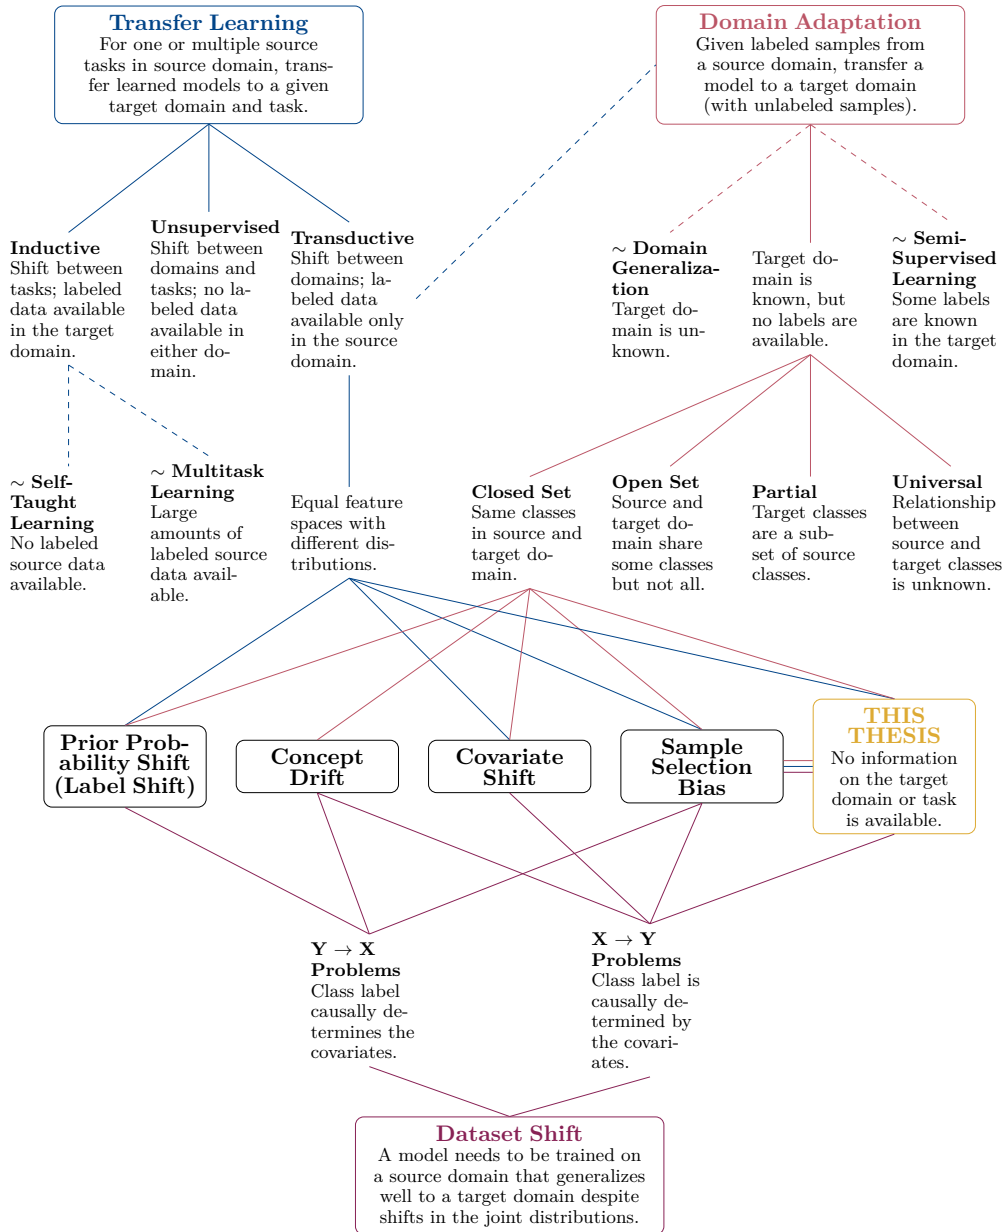 Transfer Learning
For one or multiple source
tasks in source domain, trans-
fer learned models to a given
target domain and task.
Domain Adaptation
Given labeled samples from
a source domain, transfer a
model to a target domain
(with unlabeled samples).
Inductive
Shift between
tasks; labeled
data available
in the target
domain.
Unsupervised
Shift between
domains and
tasks; no la-
beled data
available in
either do-
main.
Transductive
Shift between
domains; la-
beled data
available only
in the source
domain.
∼ Domain
Generaliza-
tion
Target do-
main is un-
known.
Target do-
main is
known, but
no labels are
available.
∼ Semi-
Supervised
Learning
Some labels
are known
in the target
domain.
∼ Self-
Taught
Learning
No labeled
source data
available.
∼ Multitask
Learning
Large
amounts of
labeled source
data avail-
able.
Equal feature
spaces with
different dis-
tributions.
Closed Set
Same classes
in source and
target do-
main.
Open Set
Source and
target do-
main share
some classes
but not all.
Partial
Target classes
are a sub-
set of source
classes.
Universal
Relationship
between
source and
target classes
is unknown.
Prior Prob-
ability Shift
(Label Shift)
Concept
Drift
Covariate
Shift
Sample
Selection
Bias
THIS
THESIS
No information
on the target
domain or task
is available.
Y → X
Problems
Class label
causally de-
termines the
covariates.
X → Y
Problems
Class label is
causally de-
termined by
the covari-
ates.
Dataset Shift
A model needs to be trained on
a source domain that generalizes
well to a target domain despite
shifts in the joint distributions.